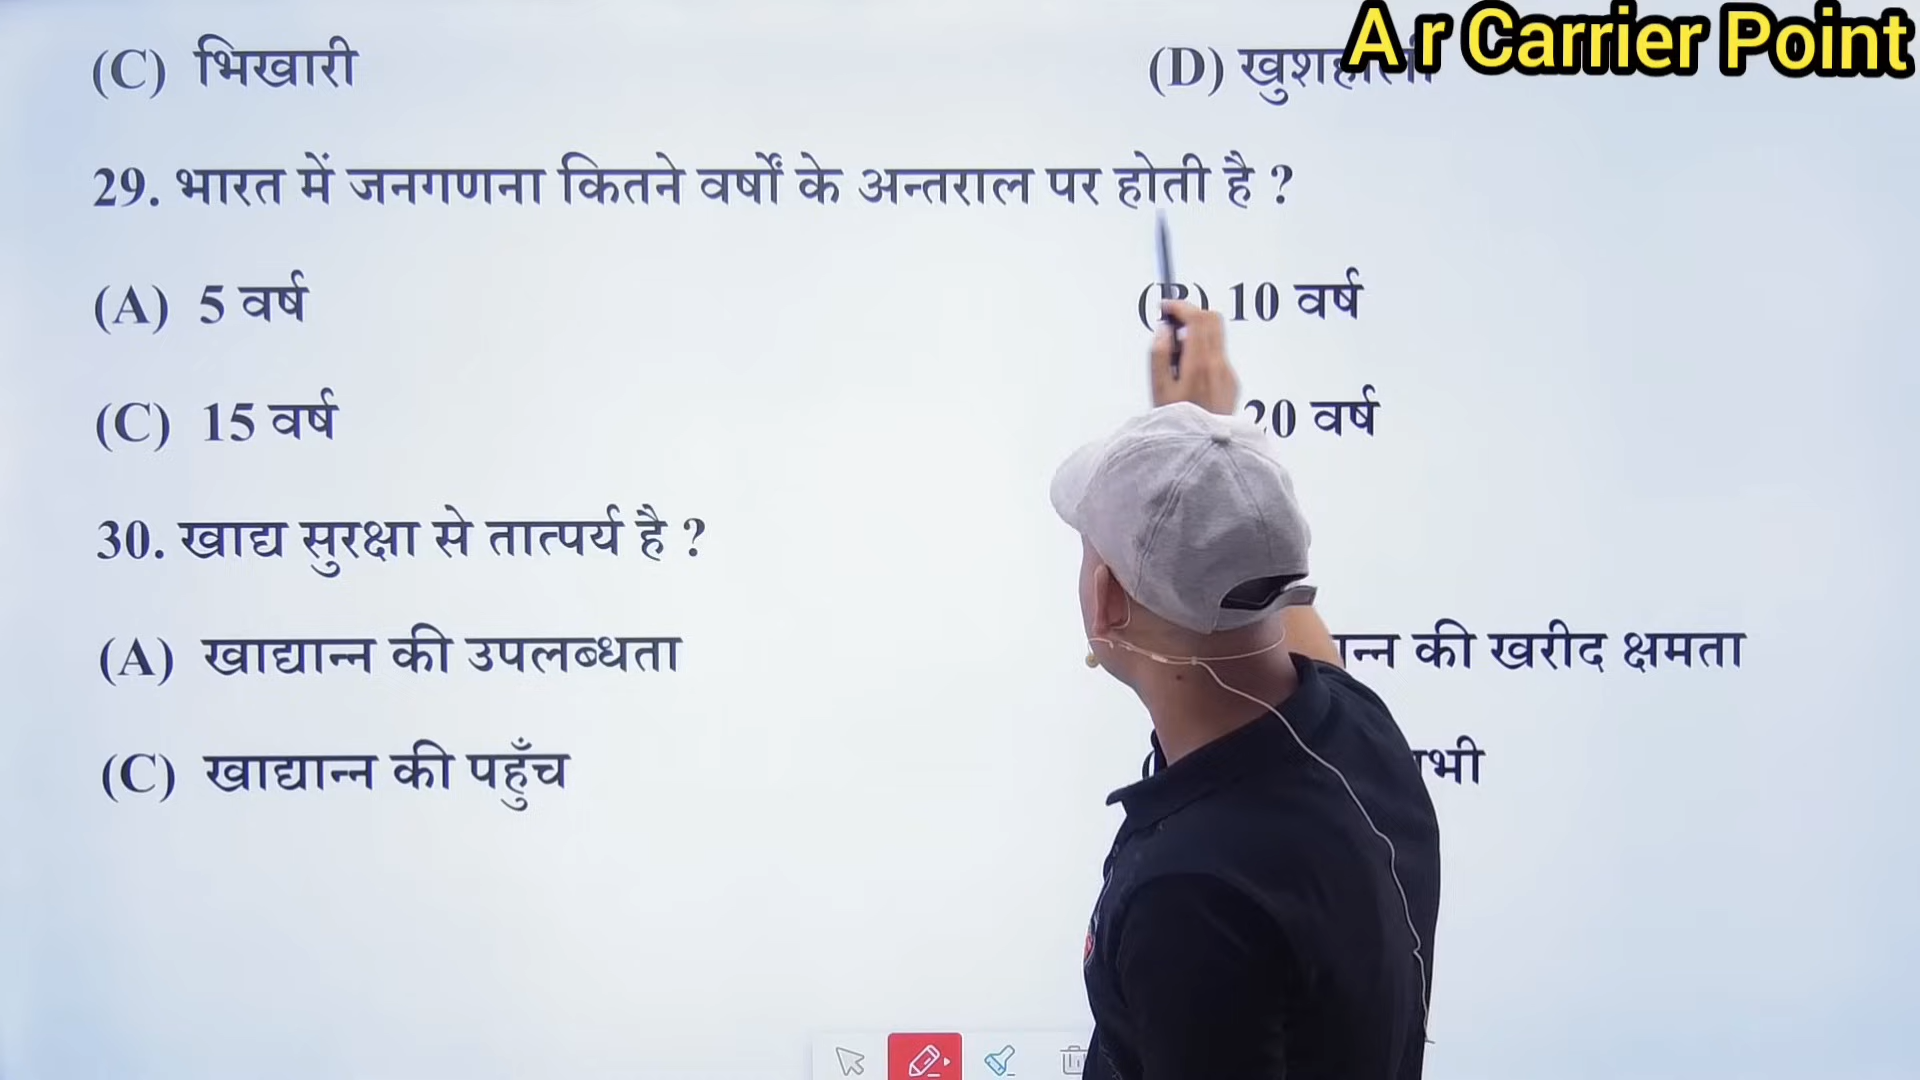 A r Carrier Point
(C) भिखारी (D)
29. भारत में जनगणना कितने वर्षों के अन्तराल पर होती है ?
(A) 5 वर्ष (B) 10 वर्ष
(C) 15 वर्ष 20 वर्ष
30. खाद्य सुरक्षा से तात्पर्य है ?
(A) खाद्यान्न की उपलब्धता की खरीद क्षमता
(C) खाद्यान्न की पहुँच